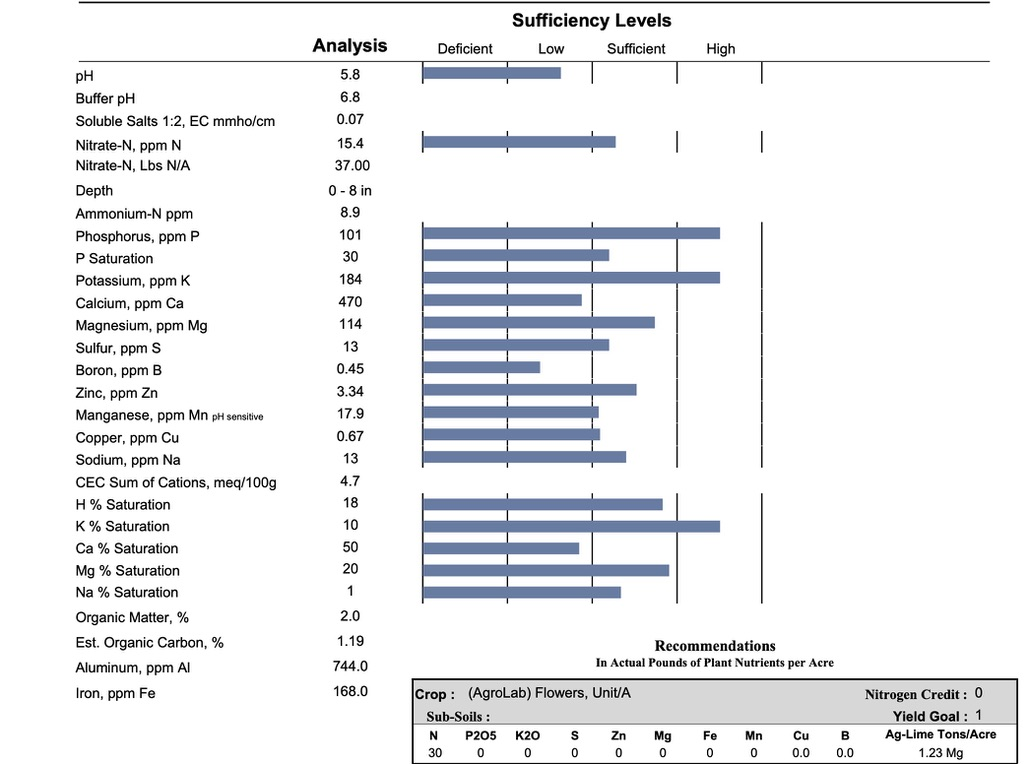 Sufficiency Levels
Analysis Deficient Low Sufficient High
pH 5.8
Buffer pH 6.8
Soluble Salts 1:2, EC mmho/cm 0.07
Nitrate-N, ppm N 15.4
Nitrate-N, Lbs N/A 37.00
Depth 0 - 8 in
Ammonium-N ppm 8.9
Phosphorus, ppm P 101
P Saturation 30
Potassium, ppm K 184
Calcium, ppm Ca 470
Magnesium, ppm Mg 114
Sulfur, ppm S 13
Boron, ppm B 0.45
Zinc, ppm Zn 3.34
Manganese, ppm Mn pH sensitive 17.9
Copper, ppm Cu 0.67
Sodium, ppm Na 13
CEC Sum of Cations, meq/100g 4.7
H % Saturation 18
K % Saturation 10
Ca % Saturation 50
Mg % Saturation 20
Na % Saturation 1
Organic Matter, % 2.0
Est. Organic Carbon, % 1.19
Aluminum, ppm Al 744.0
Iron, ppm Fe 168.0
Recommendations
In Actual Pounds of Plant Nutrients per Acre
Crop : (AgroLab) Flowers, Unit/A Nitrogen Credit : 0
Sub-Soils : Yield Goal : 1
N P2O5 K2O S Zn Mg Fe Mn Cu B Ag-Lime Tons/Acre
30 0 0 0 0 0 0 0 0.0 0.0 1.23 Mg